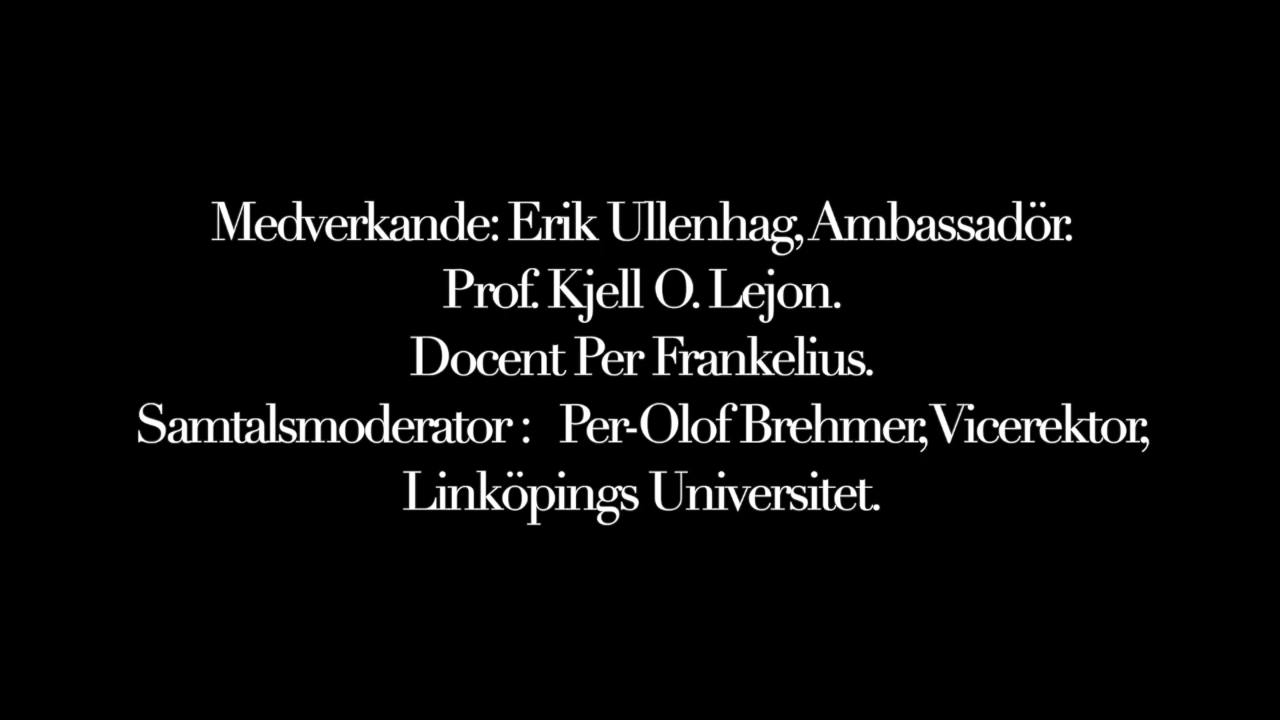 Medverkande: Erik Ullenhag, Ambassadör.
Prof. Kjell O. Lejon.
Docent Per Frankelius.
Samtalsmoderator :   Per-Olof Brehmer, Vicerektor,
Linköpings Universitet.